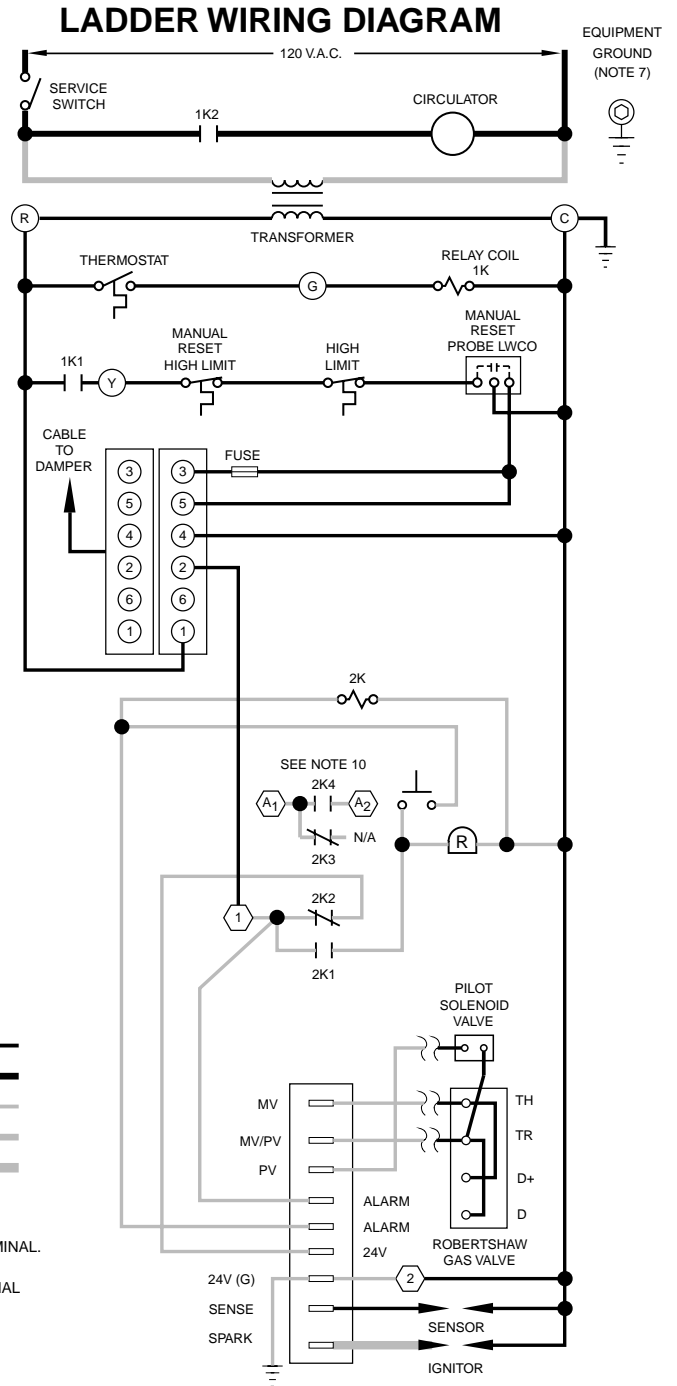 LADDER WIRING DIAGRAM
EQUIPMENT
GROUND
(NOTE 7)
120 V.A.C.
SERVICE
SWITCH
1K2
CIRCULATOR
R
C
TRANSFORMER
THERMOSTAT
G
RELAY COIL
1K
1K1
Y
MANUAL
RESET
HIGH LIMIT
HIGH
LIMIT
MANUAL
RESET
PROBE LWCO
CABLE
TO
DAMPER
FUSE
3
3
5
5
4
4
2
2
6
6
1
1
2K
SEE NOTE 10
2K4
A1
A2
N/A
2K3
R
1
2K2
2K1
PILOT
SOLENOID
VALVE
MV
TH
MV/PV
TR
PV
D+
ALARM
D
ALARM
24V
ROBERTSHAW
GAS VALVE
24V (G)
2
SENSE
SENSOR
SPARK
IGNITOR
MINAL.
NAL